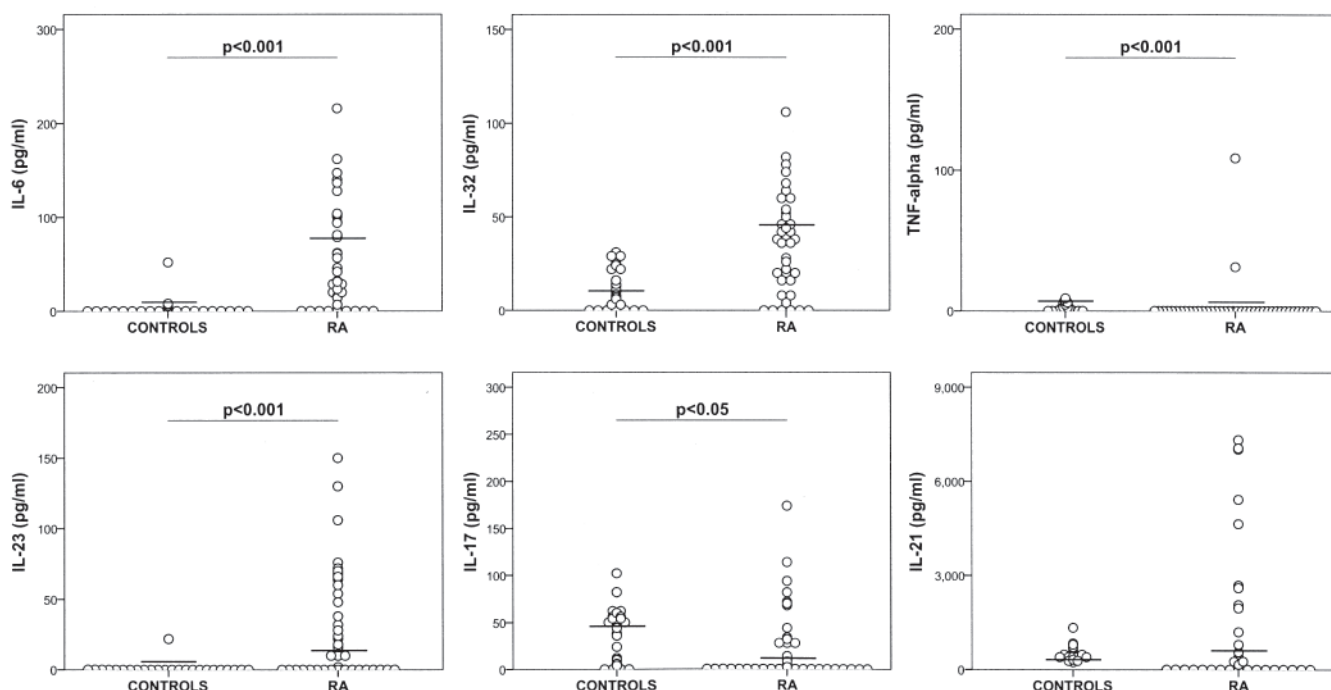 IL-6 (pg/ml)
300
200
100
0
p<0.001
CONTROLS RA
IL-32 (pg/ml)
150
100
50
0
p<0.001
CONTROLS RA
TNF-alpha (pg/ml)
200
100
0
p<0.001
CONTROLS RA
IL-23 (pg/ml)
200
150
100
50
0
p<0.001
CONTROLS RA
IL-17 (pg/ml)
300
250
200
150
100
50
0
p<0.05
CONTROLS RA
IL-21 (pg/ml)
9,000
6,000
3,000
0
CONTROLS RA